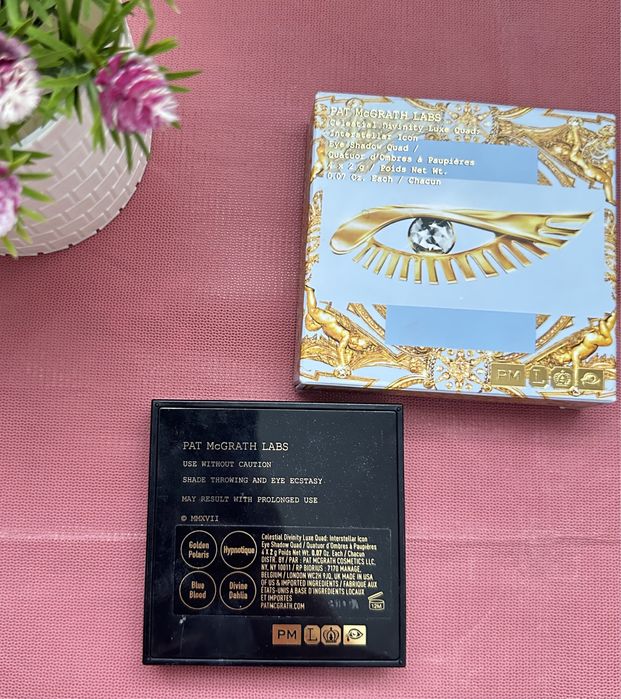 PAT McGRATH LABS
Celestial Divinity Luxe Quad:
Interstellar Icon
Eye Shadow Quad /
Quatuor d'Ombres à Paupières
4 x 2 g / Poids Net Wt.
0.07 Oz. Each / Chacun
PM L
PAT McGRATH LABS
USE WITHOUT CAUTION
SHADE THROWING AND EYE ECSTASY
MAY RESULT WITH PROLONGED USE
© MMXVII
Golden
Polaris
Hypnotique
Blue
Blood
Divine
Dahlia
Celestial Divinity Luxe Quad: Interstellar Icon
Eye Shadow Quad / Quatuor d'Ombres à Paupières
4 X 2 g Poids Net Wt. 0.07 Oz. Each / Chacun
DISTR. BY / PAR : PAT MCGRATH COSMETICS LLC,
NY, NY 10011 / RP BIORIUS : 7170 MANAGE,
BELGIUM / LONDON WC2H 9JQ, UK MADE IN USA
OF US & IMPORTED INGREDIENTS / FABRIQUÉ AUX
ÉTATS-UNIS A BASE D'INGREDIENTS LOCAUX
ET IMPORTES
PATMCGRATH.COM
12M
PM L